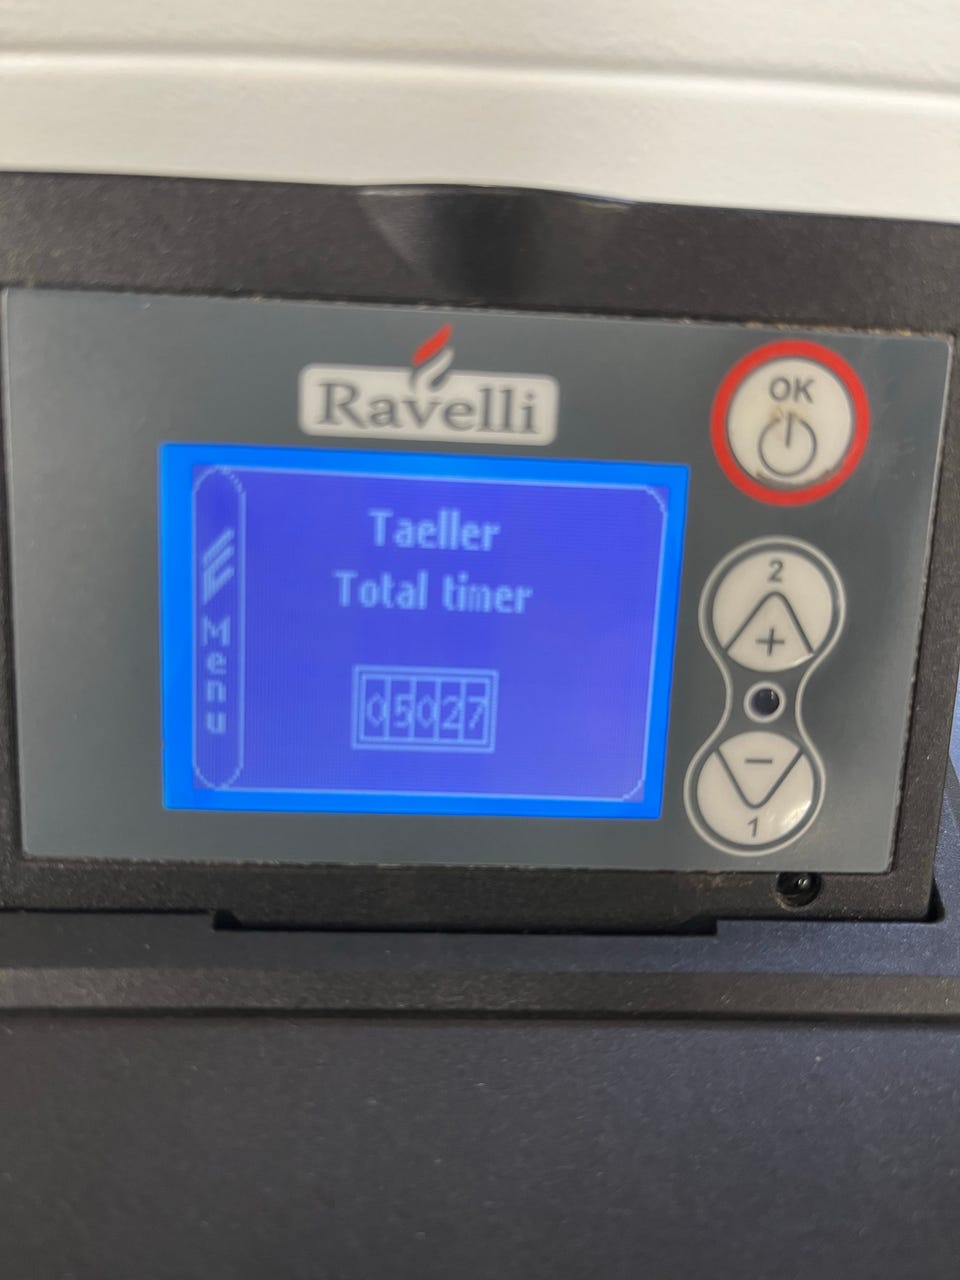 Ravelli
OK
Taeller
Total timer
05027
Menu
2
+
−
1